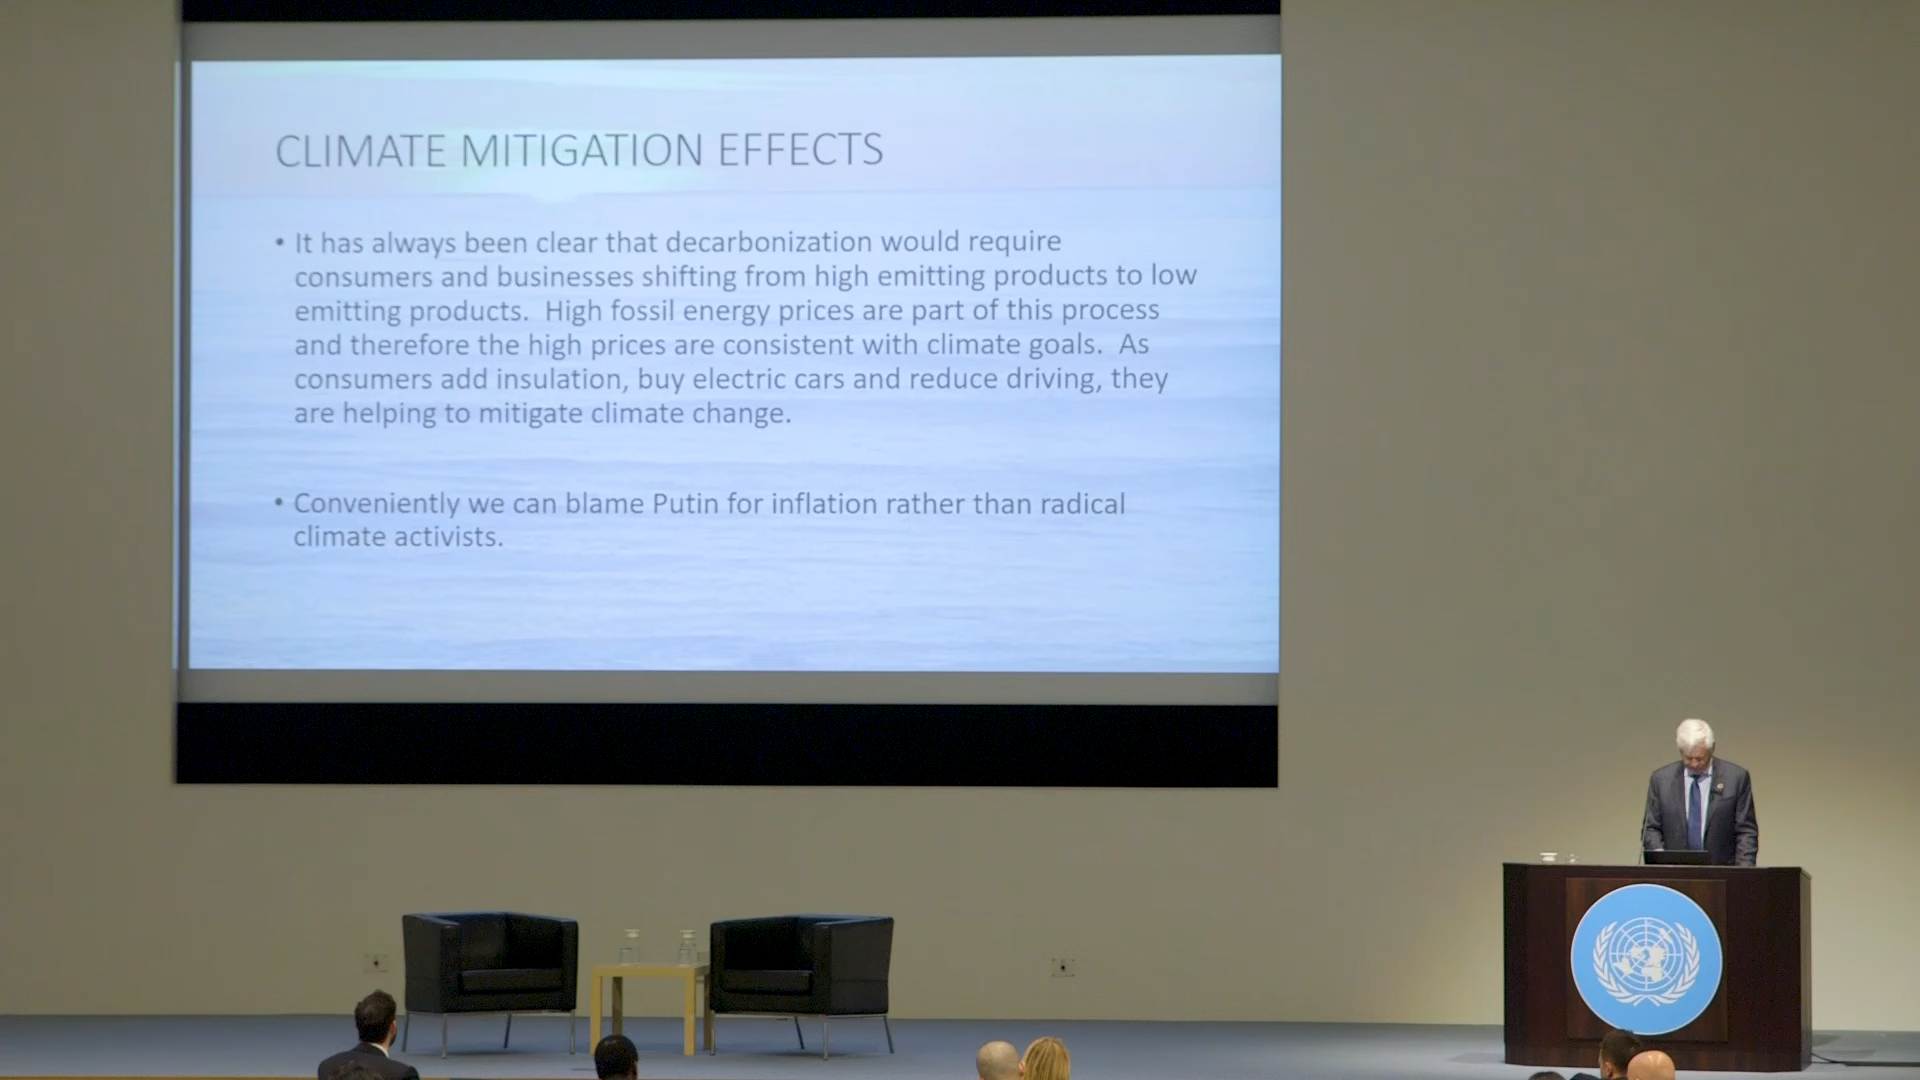 CLIMATE MITIGATION EFFECTS
• It has always been clear that decarbonization would require
consumers and businesses shifting from high emitting products to low
emitting products.  High fossil energy prices are part of this process
and therefore the high prices are consistent with climate goals.  As
consumers add insulation, buy electric cars and reduce driving, they
are helping to mitigate climate change.
• Conveniently we can blame Putin for inflation rather than radical
climate activists.